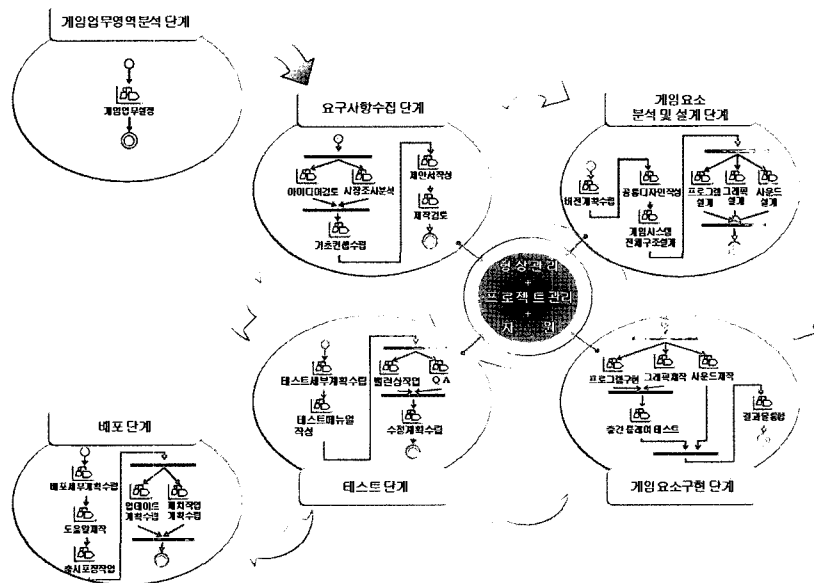 게임업무영역분석 단계
게임업무설정
요구사항수집 단계
아이디어검토
시장조사분석
기초컨셉수립
제안서작성
제작검토
게임요소
분석 및 설계 단계
비전계획수립
공통디자인작성
게임시스템
전체구조설계
프로그램
설계
그래픽
설계
사운드
설계
형상관리
+
프로젝트관리
+
지 원
테스트세부계획수립
테스트메뉴얼
작성
밸런싱작업
Q A
수정계획수립
테스트 단계
프로그램구현
그래픽제작
사운드제작
중간 플레이 테스트
결과물통합
게임요소구현 단계
배포 단계
배포세부계획수립
도움말제작
출시포장작업
업데이트
계획수립
패치작업
계획수립